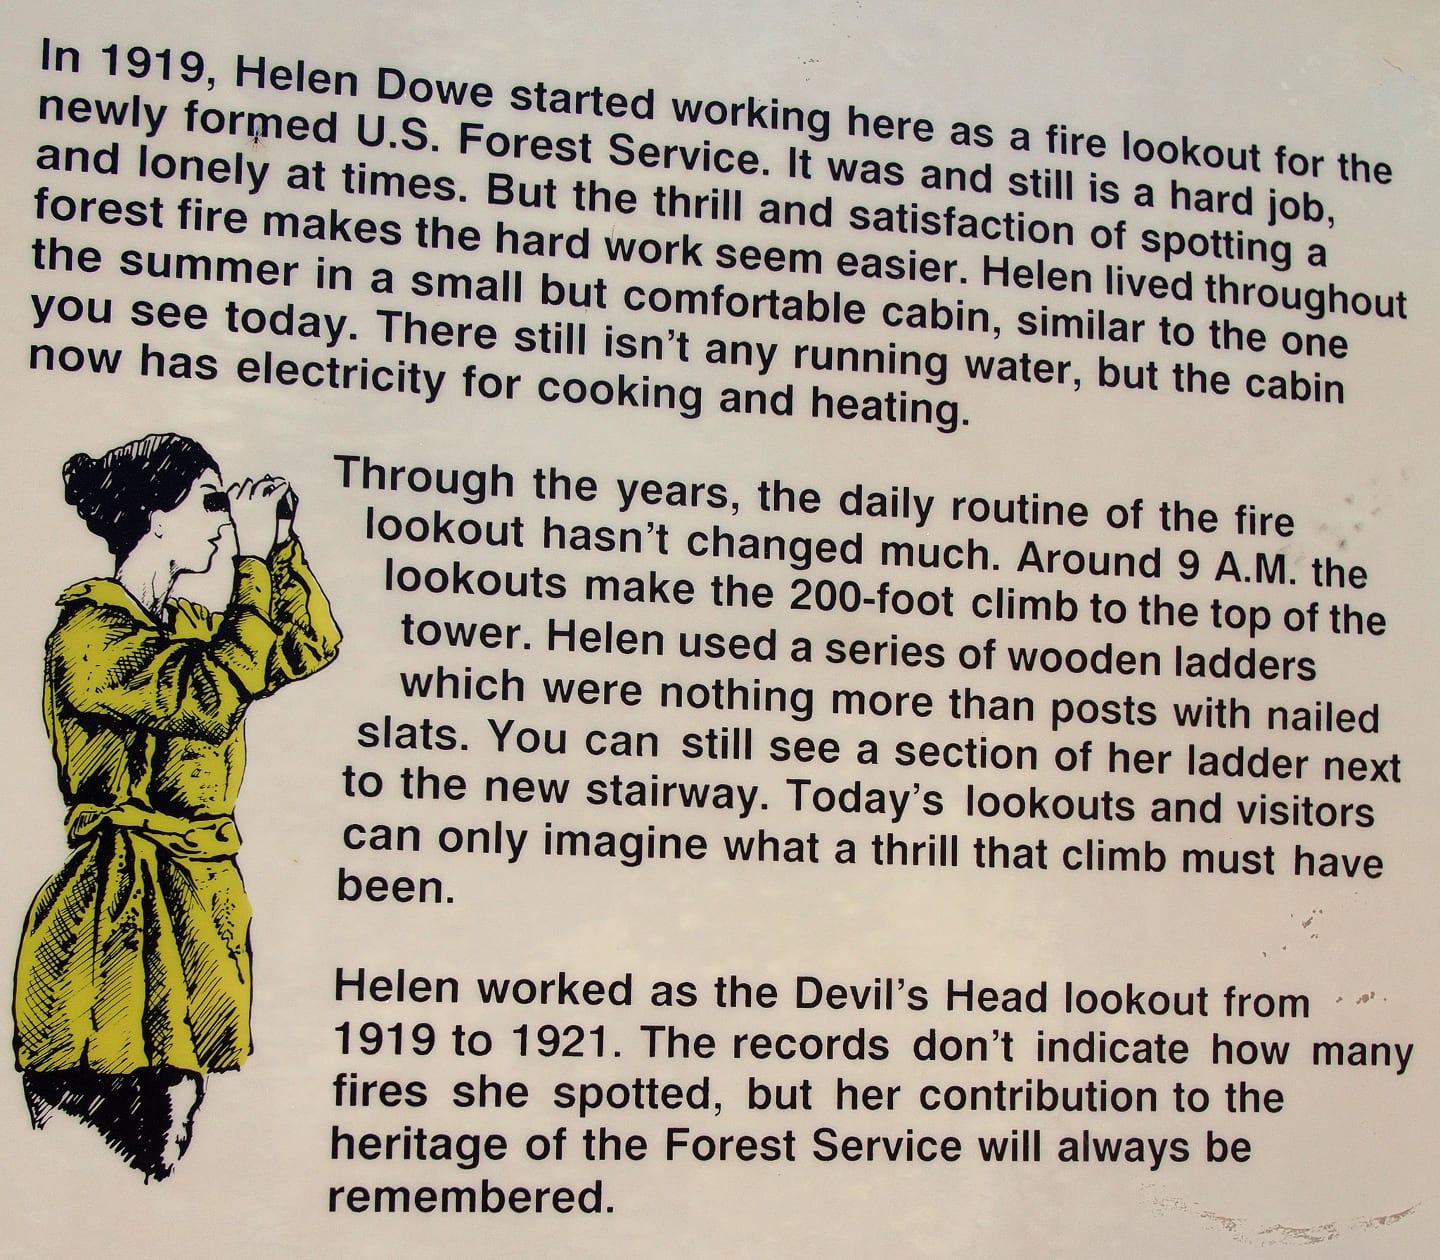 In 1919, Helen Dowe started working here as a fire lookout for the
newly formed U.S. Forest Service. It was and still is a hard job,
and lonely at times. But the thrill and satisfaction of spotting a
forest fire makes the hard work seem easier. Helen lived throughout
the summer in a small but comfortable cabin, similar to the one
you see today. There still isn't any running water, but the cabin
now has electricity for cooking and heating.
Through the years, the daily routine of the fire
lookout hasn't changed much. Around 9 A.M. the
lookouts make the 200-foot climb to the top of the
tower. Helen used a series of wooden ladders
which were nothing more than posts with nailed
slats. You can still see a section of her ladder next
to the new stairway. Today's lookouts and visitors
can only imagine what a thrill that climb must have
been.
Helen worked as the Devil's Head lookout from
1919 to 1921. The records don't indicate how many
fires she spotted, but her contribution to the
heritage of the Forest Service will always be
remembered.